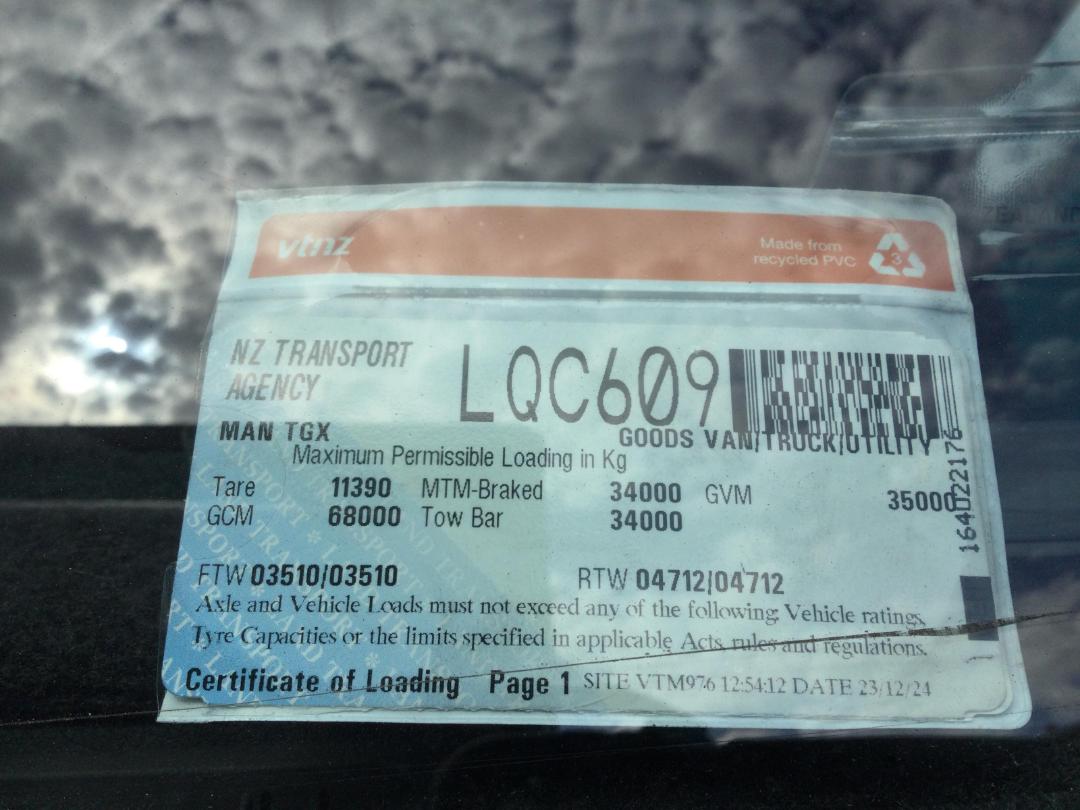 vtnz
Made from
recycled PVC
3
NZ TRANSPORT
AGENCY
LQC609
MAN TGX
GOODS VAN/TRUCK/UTILITY
Maximum Permissible Loading in Kg
Tare 11390 MTM-Braked 34000 GVM 35000
GCM 68000 Tow Bar 34000
1640221776
FTW 03510/03510 RTW 04712/04712
Axle and Vehicle Loads must not exceed any of the following: Vehicle ratings,
Tyre Capacities or the limits specified in applicable Acts, rules and regulations.
Certificate of Loading Page 1 SITE VTM976 12:54:12 DATE 23/12/24